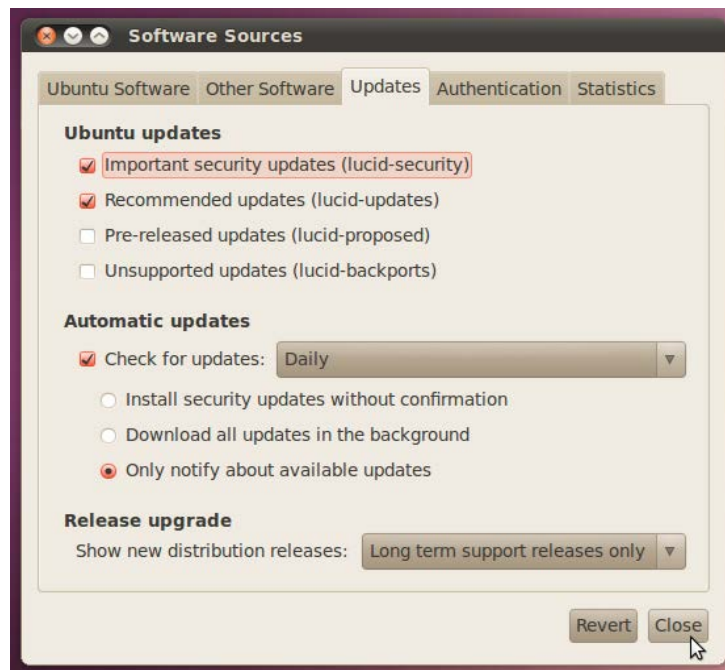 Software Sources
Ubuntu Software Other Software Updates Authentication Statistics
Ubuntu updates
Important security updates (lucid-security)
Recommended updates (lucid-updates)
Pre-released updates (lucid-proposed)
Unsupported updates (lucid-backports)
Automatic updates
Check for updates: Daily
Install security updates without confirmation
Download all updates in the background
Only notify about available updates
Release upgrade
Show new distribution releases: Long term support releases only
Revert Close